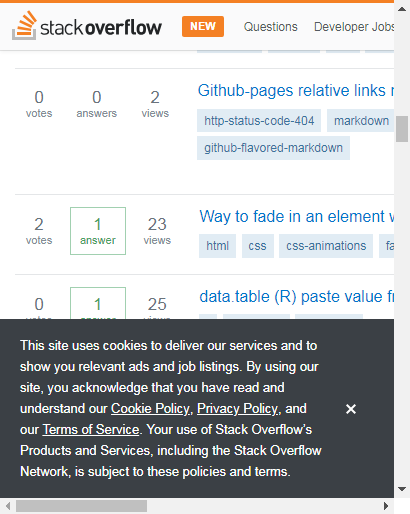 stackoverflow NEW Questions Developer Jobs
0 0 2 Github-pages relative links
votes answers views
http-status-code-404 markdown
github-flavored-markdown
2 1 23 Way to fade in an element
votes answer views
html css css-animations
0 1 25 data.table (R) paste value
This site uses cookies to deliver our services and to
show you relevant ads and job listings. By using our
site, you acknowledge that you have read and
understand our Cookie Policy, Privacy Policy, and
our Terms of Service. Your use of Stack Overflow's
Products and Services, including the Stack Overflow
Network, is subject to these policies and terms.